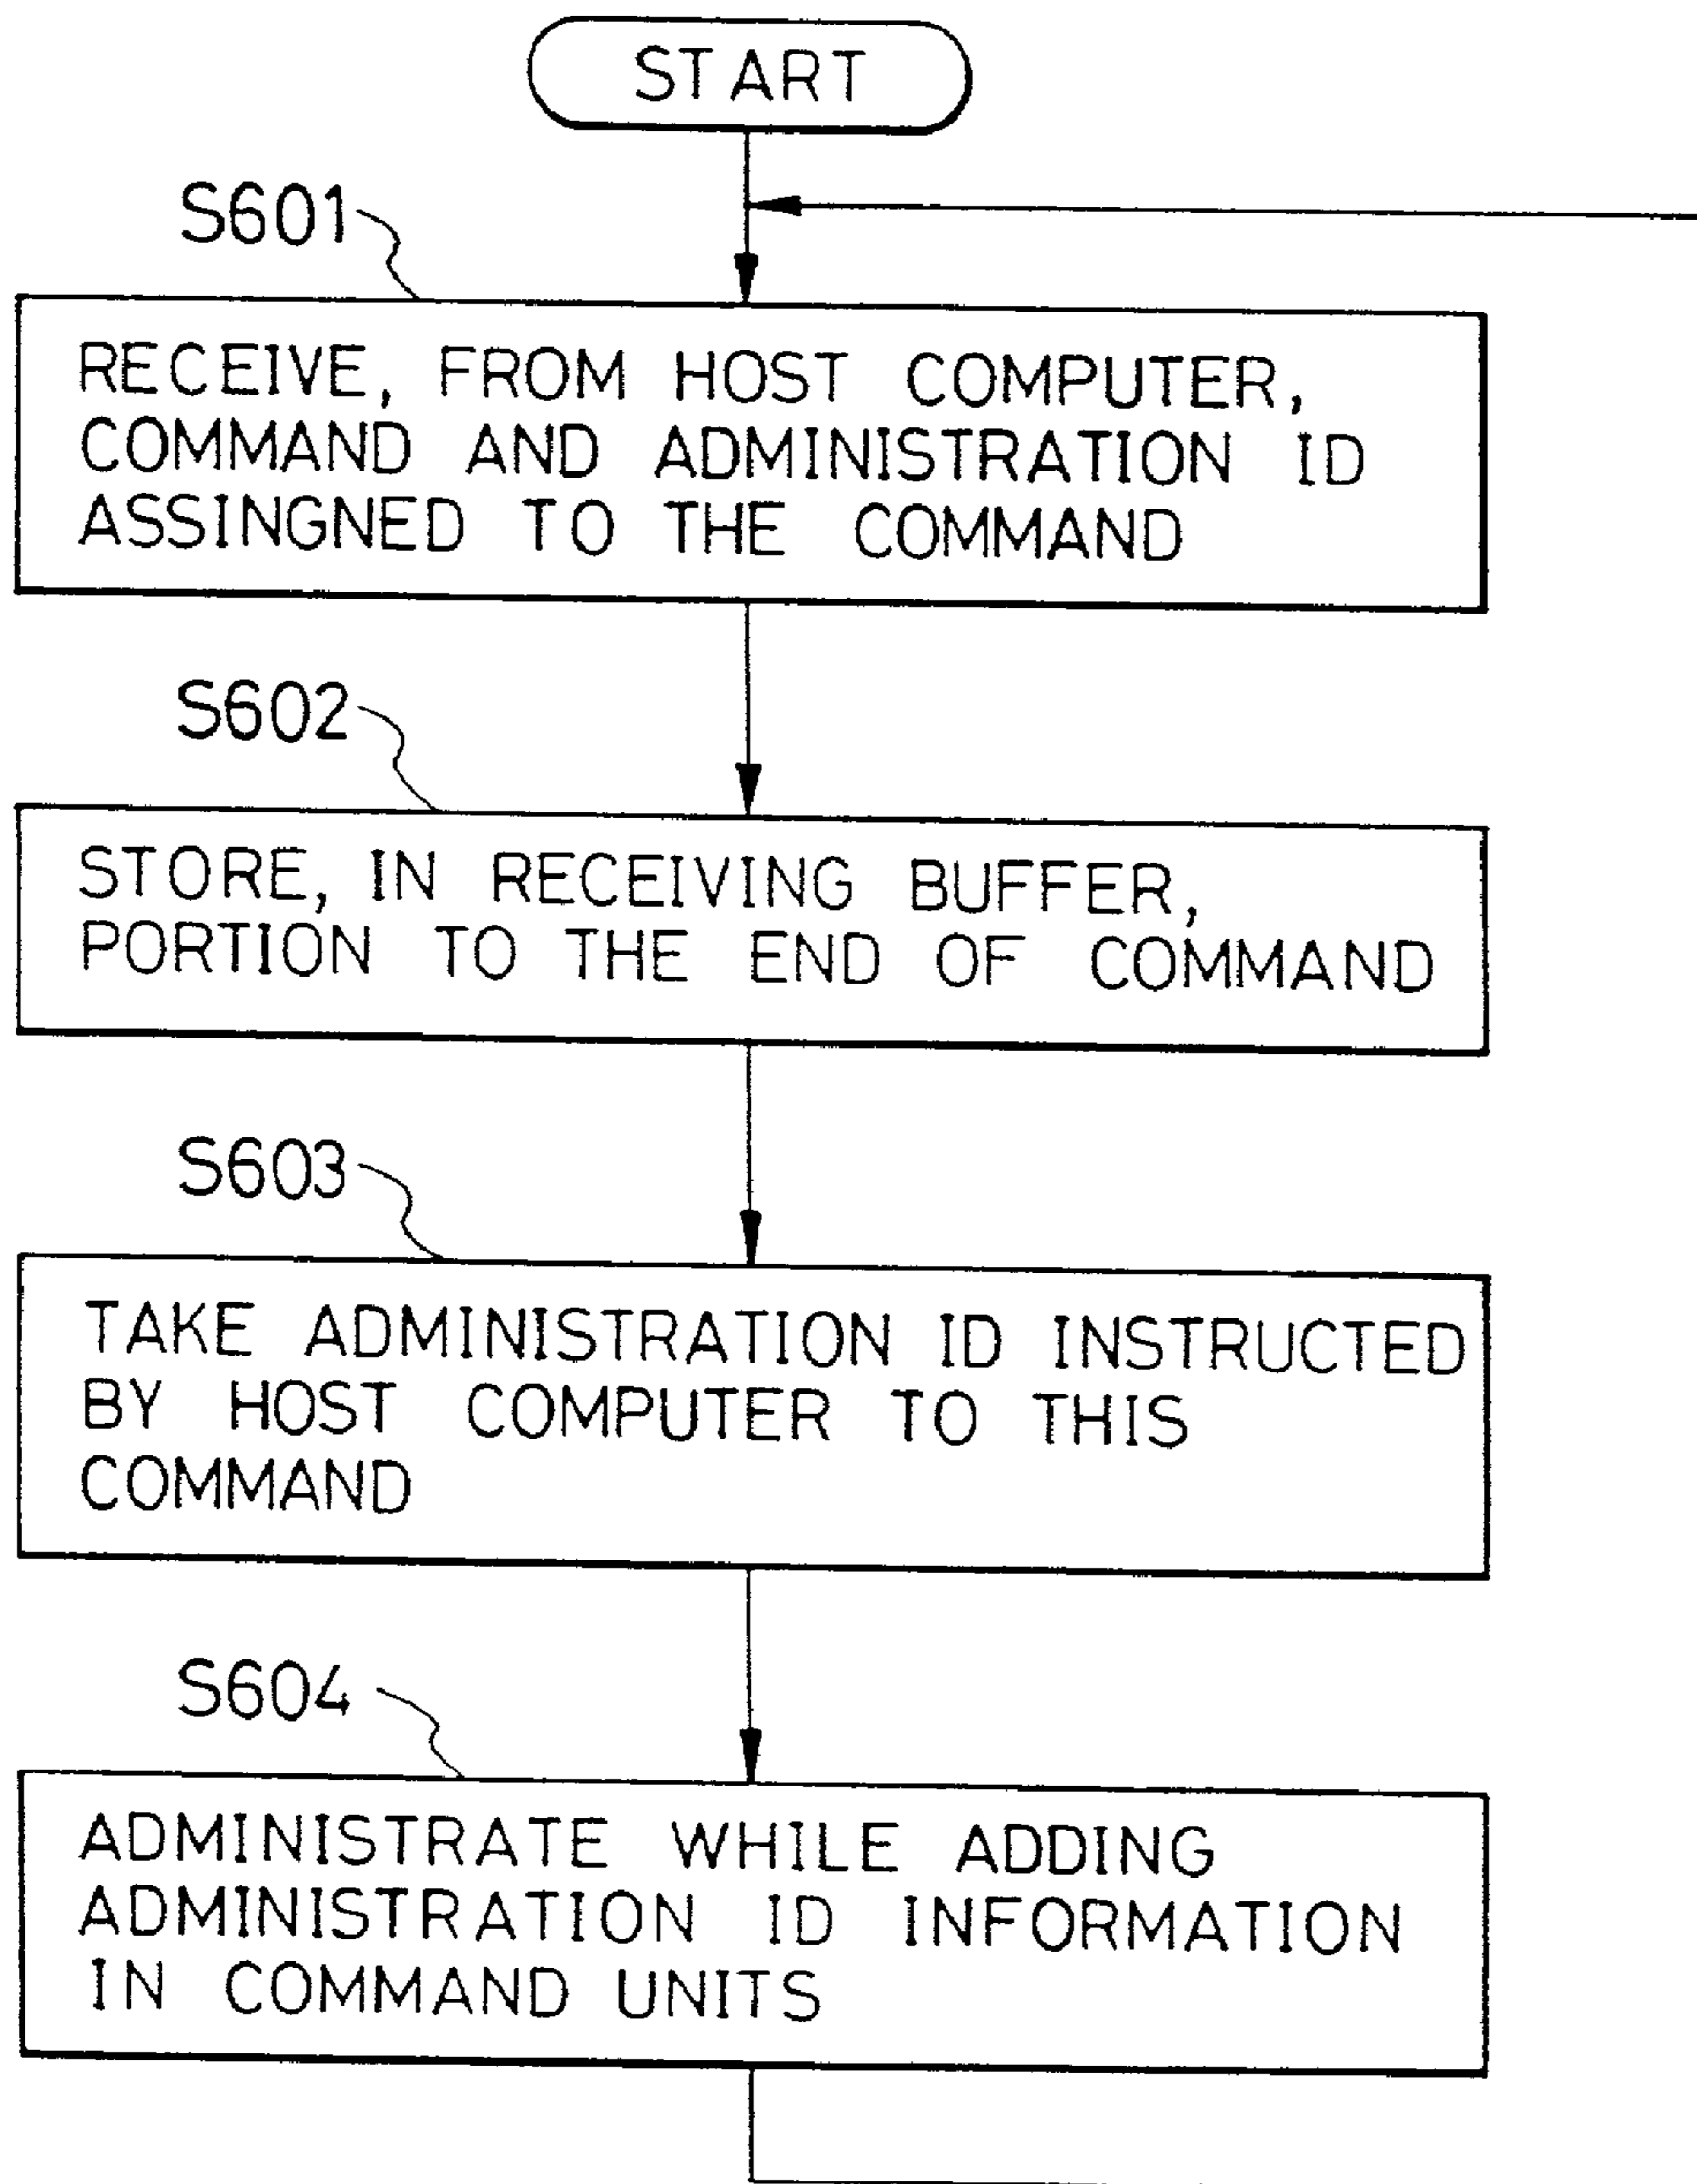 START
S601
RECEIVE, FROM HOST COMPUTER,
COMMAND AND ADMINISTRATION ID
ASSINGNED TO THE COMMAND
S602
STORE, IN RECEIVING BUFFER,
PORTION TO THE END OF COMMAND
S603
TAKE ADMINISTRATION ID INSTRUCTED
BY HOST COMPUTER TO THIS
COMMAND
S604
ADMINISTRATE WHILE ADDING
ADMINISTRATION ID INFORMATION
IN COMMAND UNITS